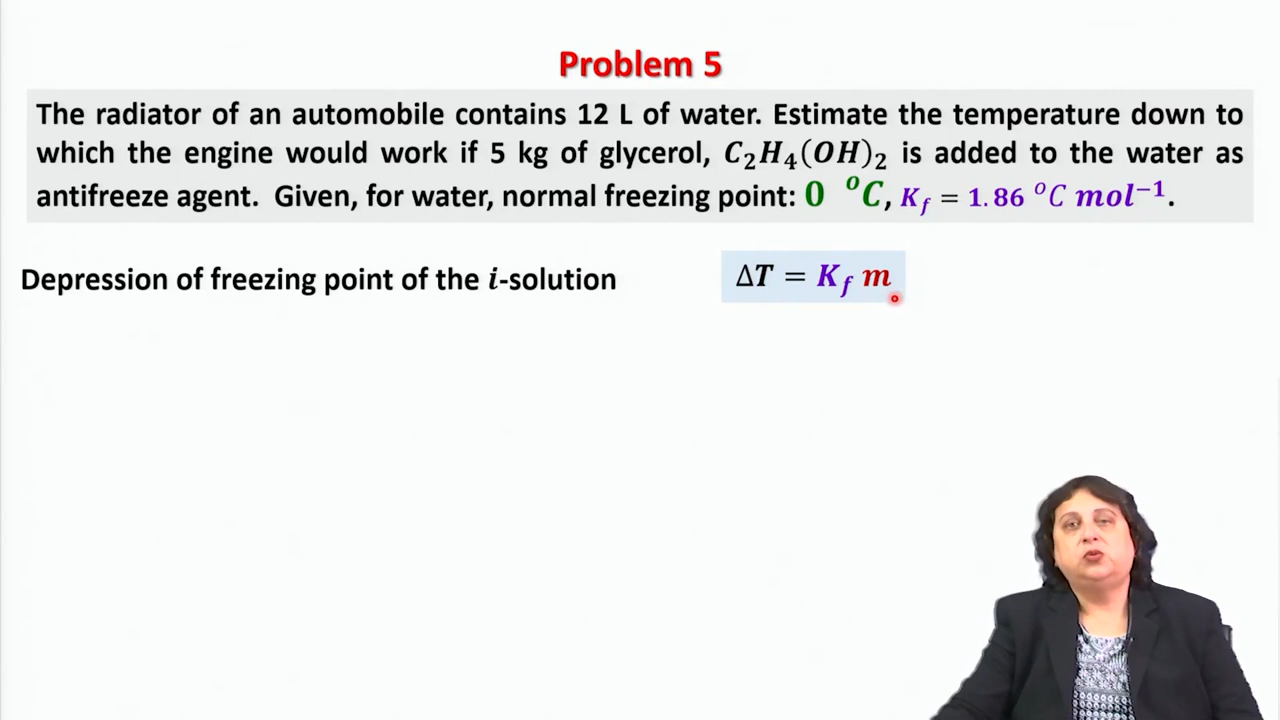 Problem 5
The radiator of an automobile contains 12 L of water. Estimate the temperature down to
which the engine would work if 5 kg of glycerol, C₂H₄(OH)₂ is added to the water as
antifreeze agent. Given, for water, normal freezing point: 0 °C, K_f = 1.86 °C mol⁻¹.
Depression of freezing point of the i-solution ΔT = K_f m